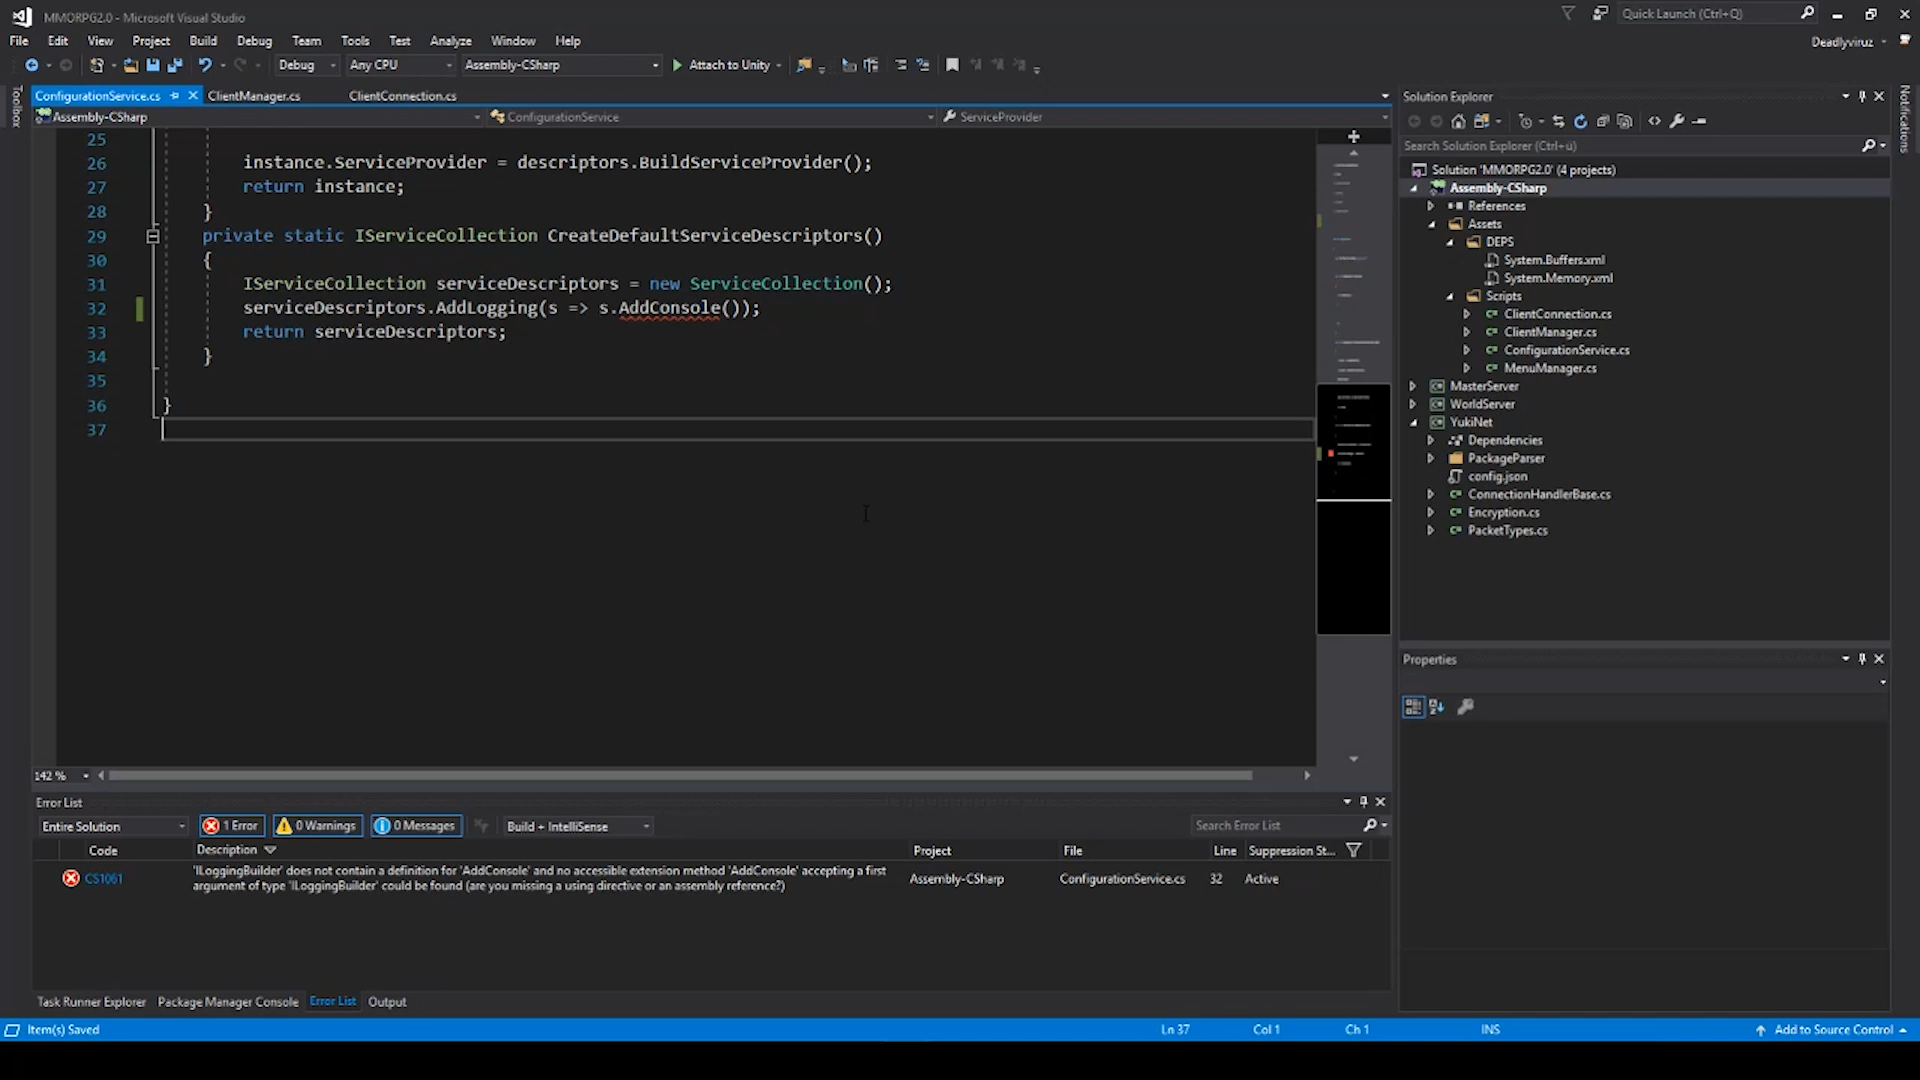 MMORPG2.0 - Microsoft Visual Studio
Quick Launch (Ctrl+Q)
File Edit View Project Build Debug Team Tools Test Analyze Window Help
Deadlyviruz
Debug Any CPU Assembly-CSharp Attach to Unity
Toolbox
Notifications
ConfigurationService.cs ClientManager.cs ClientConnection.cs
Assembly-CSharp ConfigurationService ServiceProvider
25
26 instance.ServiceProvider = descriptors.BuildServiceProvider();
27 return instance;
28 }
29 private static IServiceCollection CreateDefaultServiceDescriptors()
30 {
31 IServiceCollection serviceDescriptors = new ServiceCollection();
32 serviceDescriptors.AddLogging(s => s.AddConsole());
33 return serviceDescriptors;
34 }
35
36 }
37
142 %
Solution Explorer
Search Solution Explorer (Ctrl+ü)
Solution 'MMORPG2.0' (4 projects)
Assembly-CSharp
References
Assets
DEPS
System.Buffers.xml
System.Memory.xml
Scripts
ClientConnection.cs
ClientManager.cs
ConfigurationService.cs
MenuManager.cs
MasterServer
WorldServer
YukiNet
Dependencies
PackageParser
config.json
ConnectionHandlerBase.cs
Encryption.cs
PacketTypes.cs
Properties
Error List
Entire Solution 1 Error 0 Warnings 0 Messages Build + IntelliSense Search Error List
Code Description Project File Line Suppression St...
CS1061 'ILoggingBuilder' does not contain a definition for 'AddConsole' and no accessible extension method 'AddConsole' accepting a first
argument of type 'ILoggingBuilder' could be found (are you missing a using directive or an assembly reference?)
Assembly-CSharp ConfigurationService.cs 32 Active
Task Runner Explorer Package Manager Console Error List Output
Item(s) Saved Ln 37 Col 1 Ch 1 INS Add to Source Control